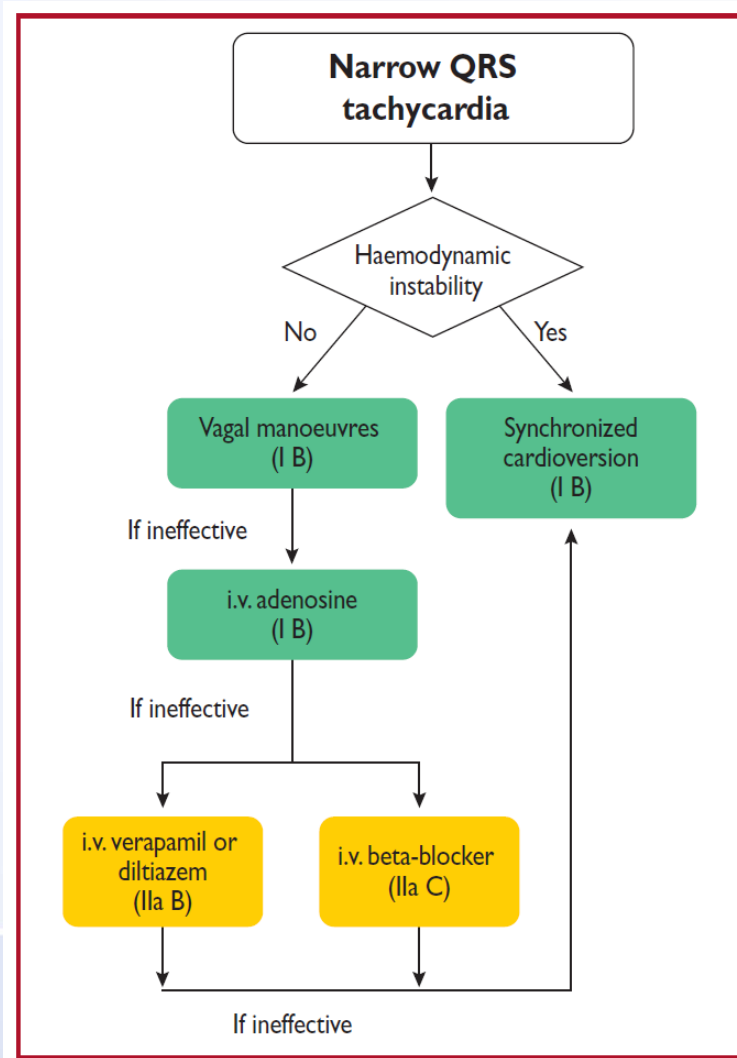 Narrow QRS
tachycardia
Haemodynamic
instability
No
Yes
Vagal manoeuvres
(I B)
Synchronized
cardioversion
(I B)
If ineffective
i.v. adenosine
(I B)
If ineffective
i.v. verapamil or
diltiazem
(IIa B)
i.v. beta-blocker
(IIa C)
If ineffective